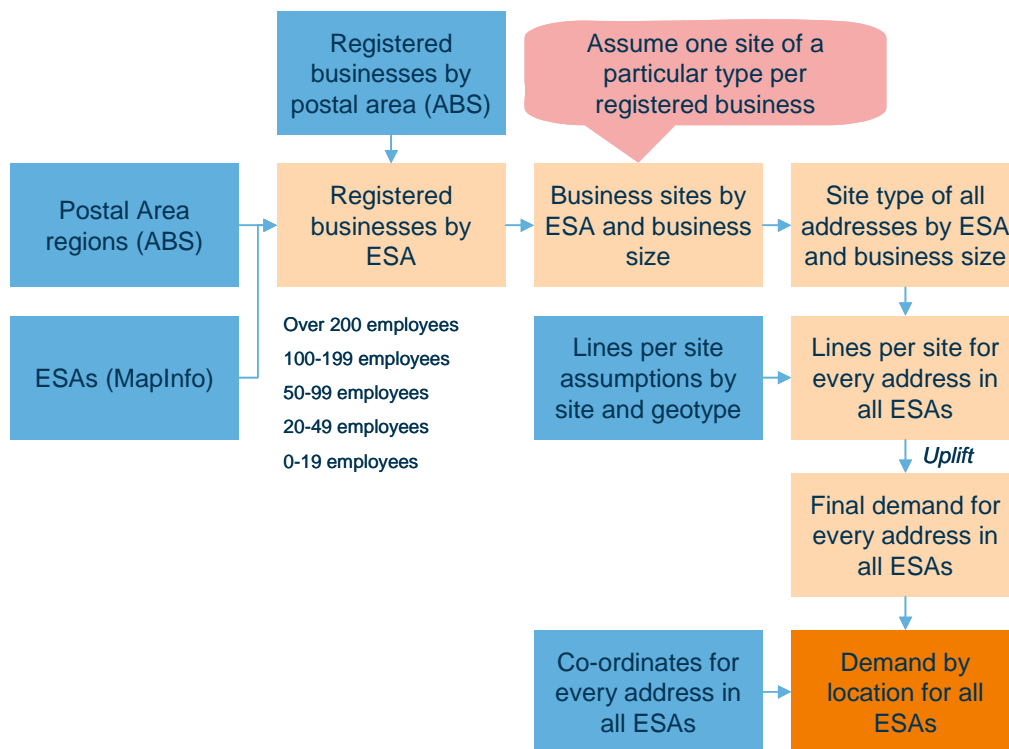 Registered
businesses by
postal area (ABS)
Assume one site of a
particular type per
registered business
Postal Area
regions (ABS)
Registered
businesses by
ESA
Business sites by
ESA and business
size
Site type of all
addresses by ESA
and business size
ESAs (MapInfo)
Over 200 employees
100-199 employees
50-99 employees
20-49 employees
0-19 employees
Lines per site
assumptions by
site and geotype
Lines per site for
every address in
all ESAs
Uplift
Final demand for
every address in
all ESAs
Co-ordinates for
every address in
all ESAs
Demand by
location for all
ESAs